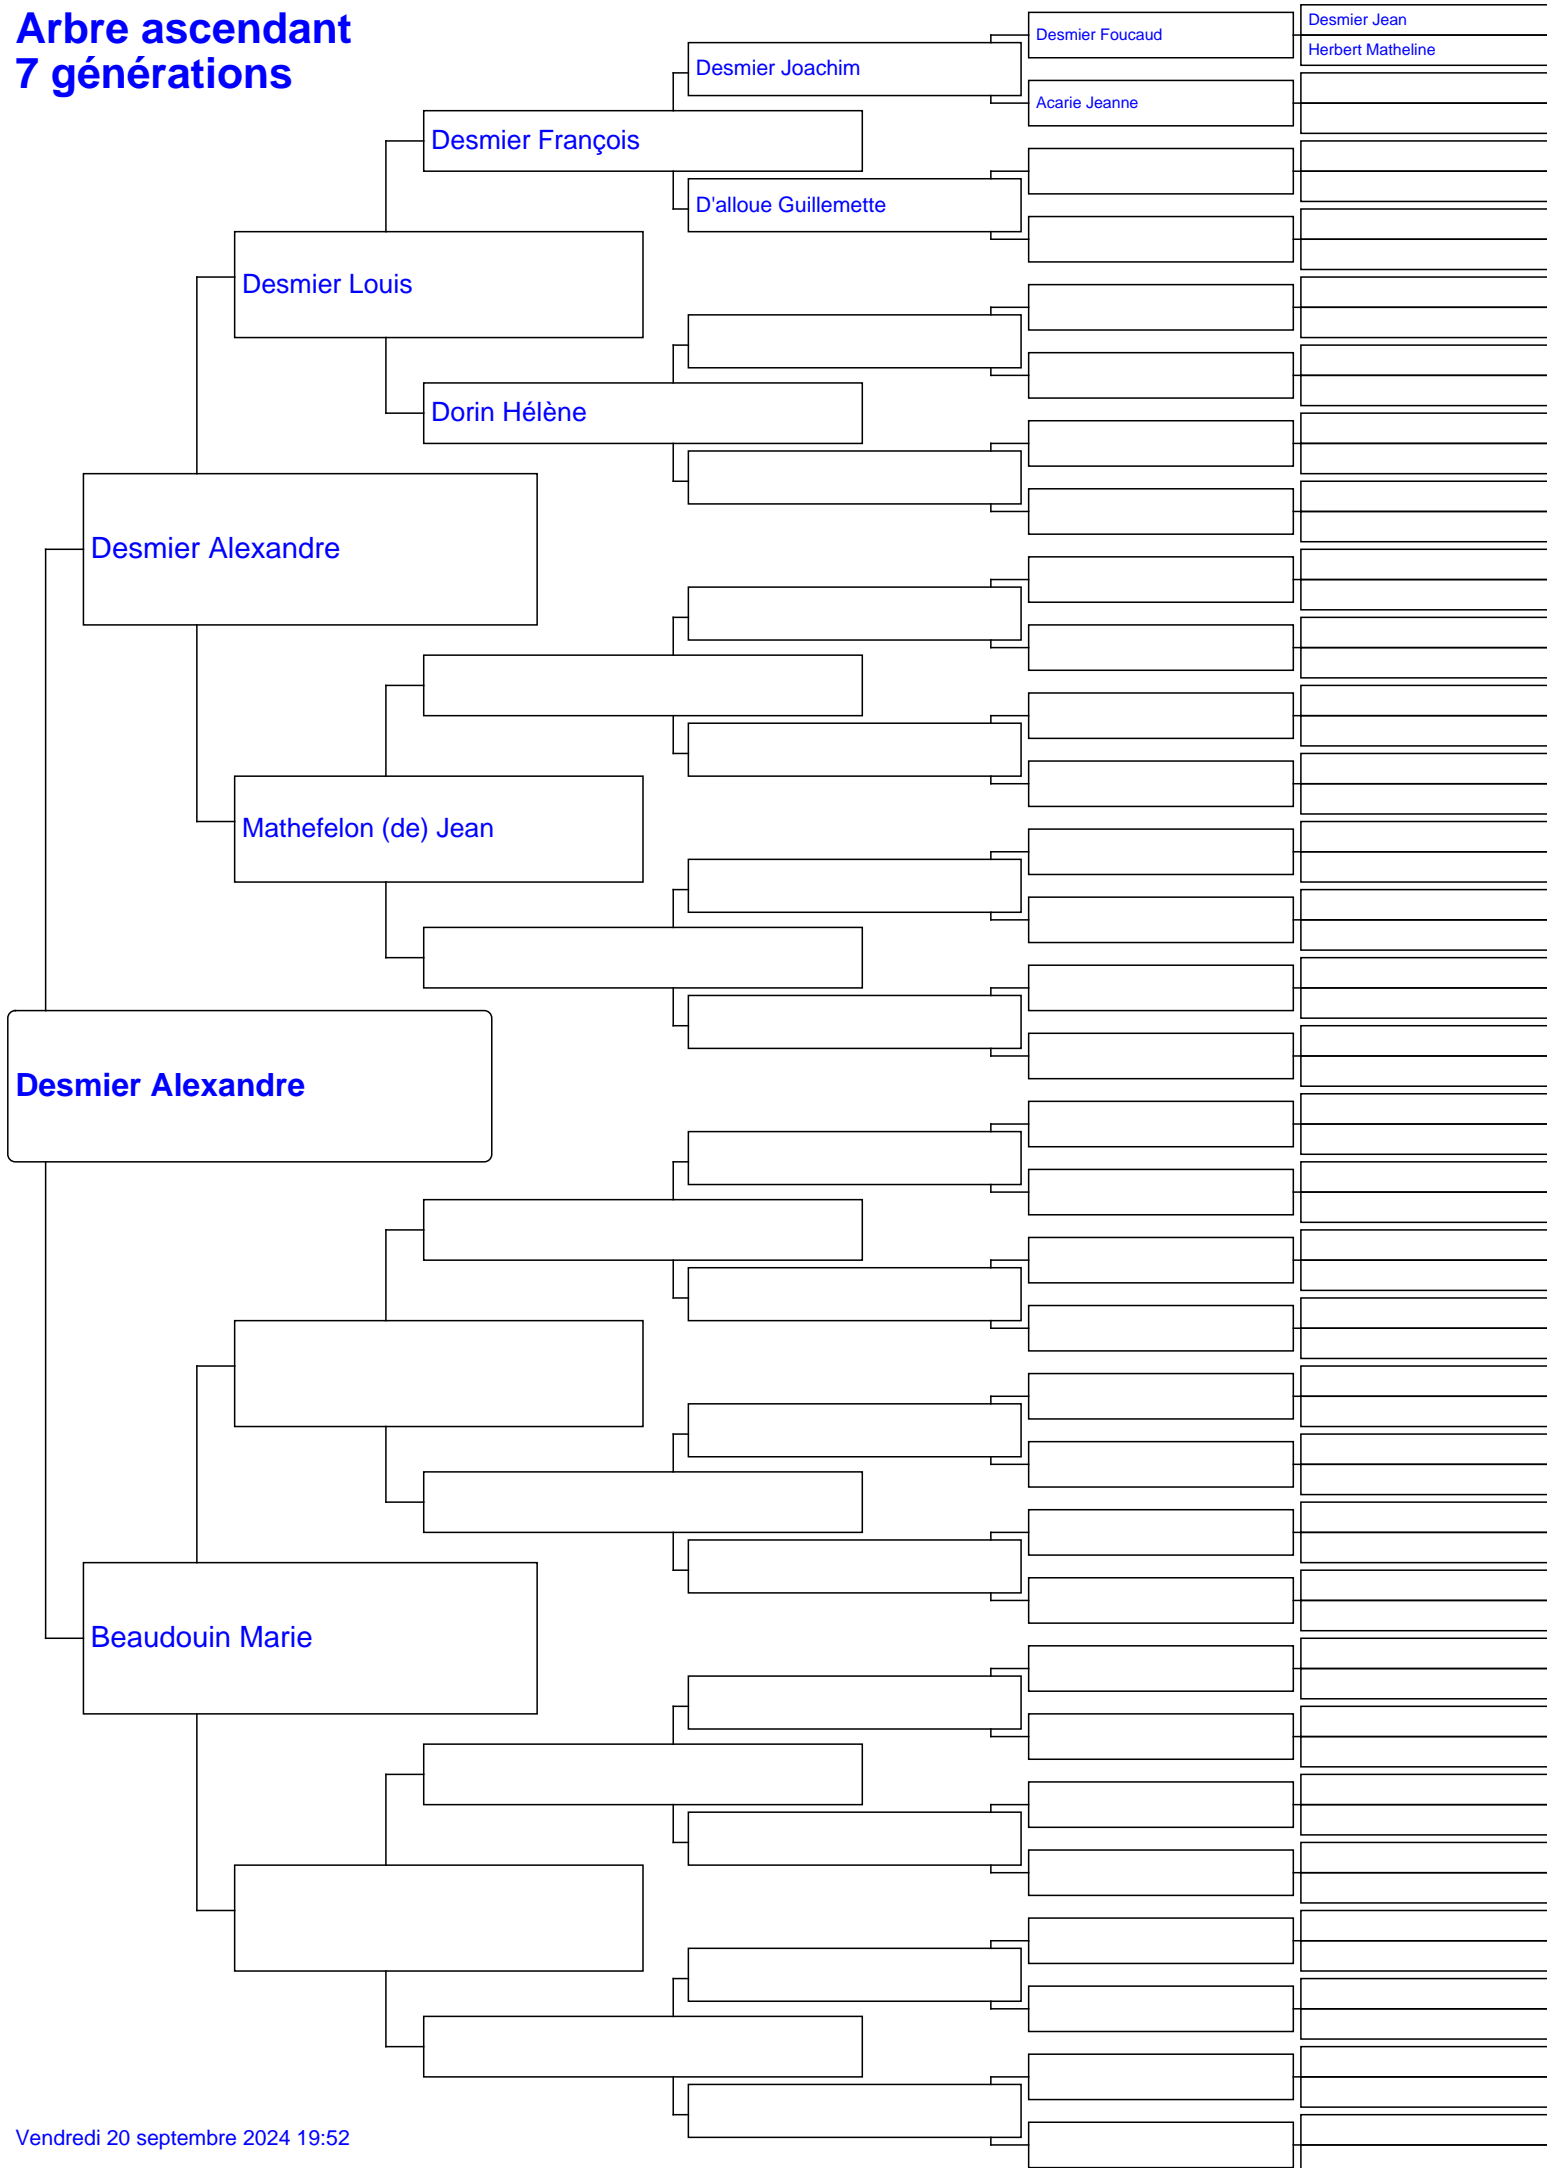 Arbre ascendant
7 générations
Desmier Jean
Desmier Foucaud
Herbert Matheline
Desmier Joachim
Acarie Jeanne
Desmier François
D'alloue Guillemette
Desmier Louis
Dorin Hélène
Desmier Alexandre
Mathefelon (de) Jean
Desmier Alexandre
Beaudouin Marie
Vendredi 20 septembre 2024 19:52